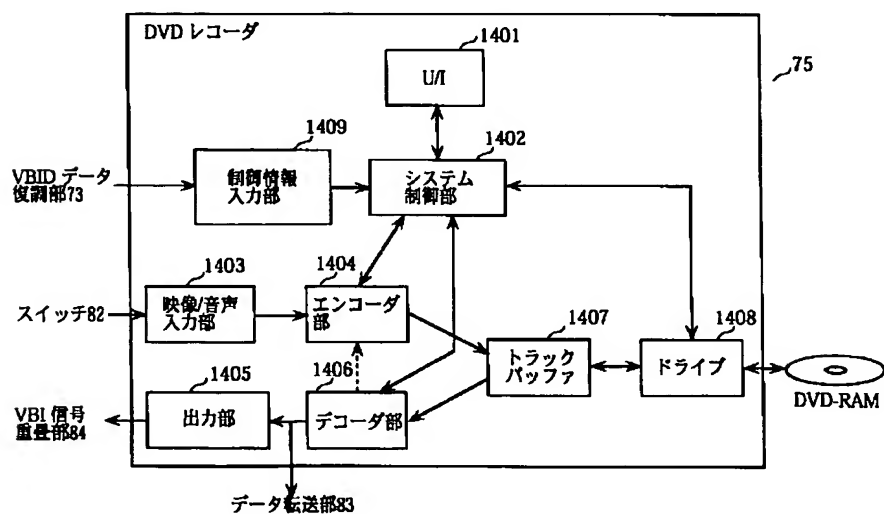 DVD レコーダ
1401
U/I
75
1409
制御情報
入力部
1402
システム
制御部
VBID データ
復調部73
1403
映像/音声
入力部
スイッチ82
1404
エンコーダ
部
1407
トラック
バッファ
1408
ドライブ
DVD-RAM
1405
出力部
VBI 信号
重畳部84
1406
デコーダ部
データ転送部83